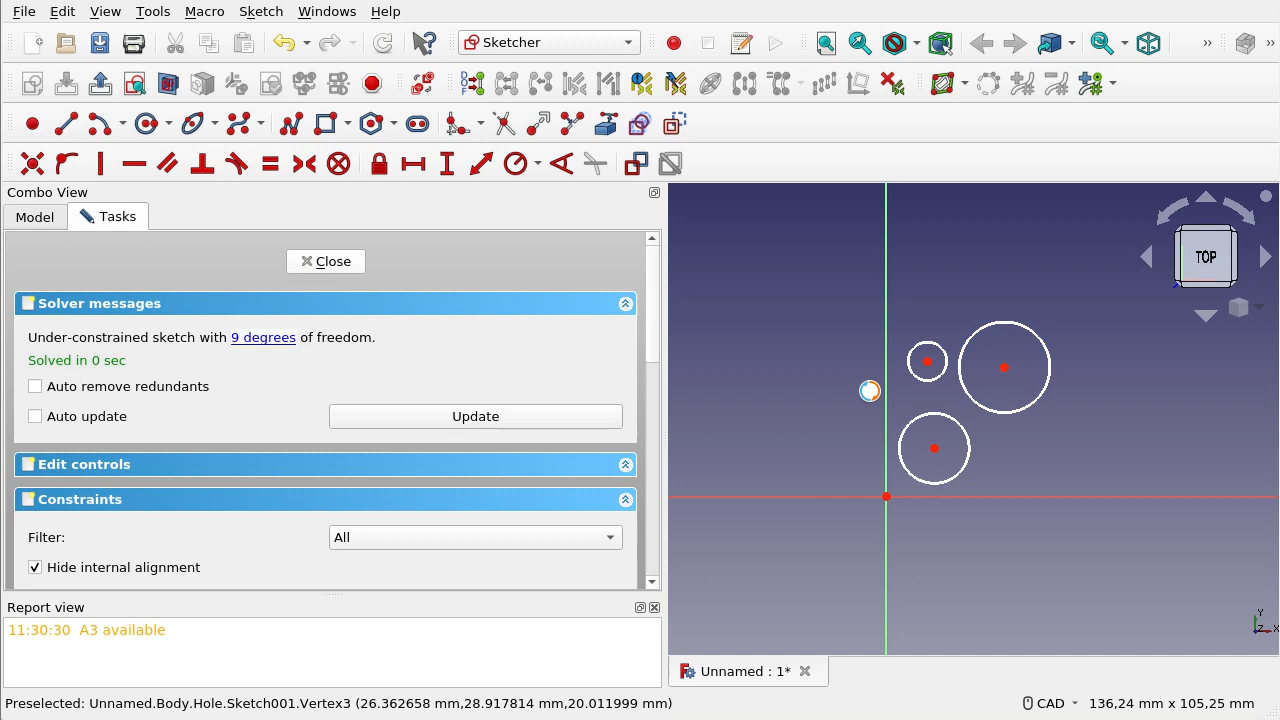 File Edit View Tools Macro Sketch Windows Help
Sketcher
»
»
Combo View
Model Tasks
Close
Solver messages
Under-constrained sketch with 9 degrees of freedom.
Solved in 0 sec
Auto remove redundants
Auto update Update
Edit controls
Constraints
Filter: All
Hide internal alignment
Report view
11:30:30 A3 available
TOP
Y
Z X
Unnamed : 1*
Preselected: Unnamed.Body.Hole.Sketch001.Vertex3 (26.362658 mm,28.917814 mm,20.011999 mm) CAD 136,24 mm x 105,25 mm